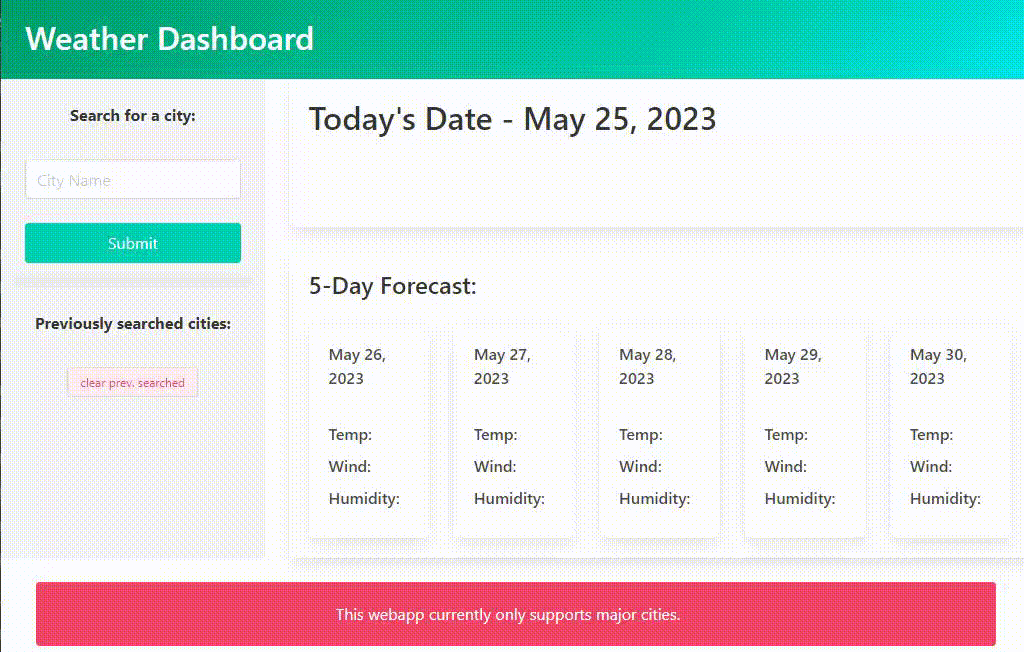 Weather Dashboard
Search for a city:
City Name
Submit
Previously searched cities:
clear prev. searched
Today's Date - May 25, 2023
5-Day Forecast:
May 26,
2023
Temp:
Wind:
Humidity:
May 27,
2023
Temp:
Wind:
Humidity:
May 28,
2023
Temp:
Wind:
Humidity:
May 29,
2023
Temp:
Wind:
Humidity:
May 30,
2023
Temp:
Wind:
Humidity:
This webapp currently only supports major cities.